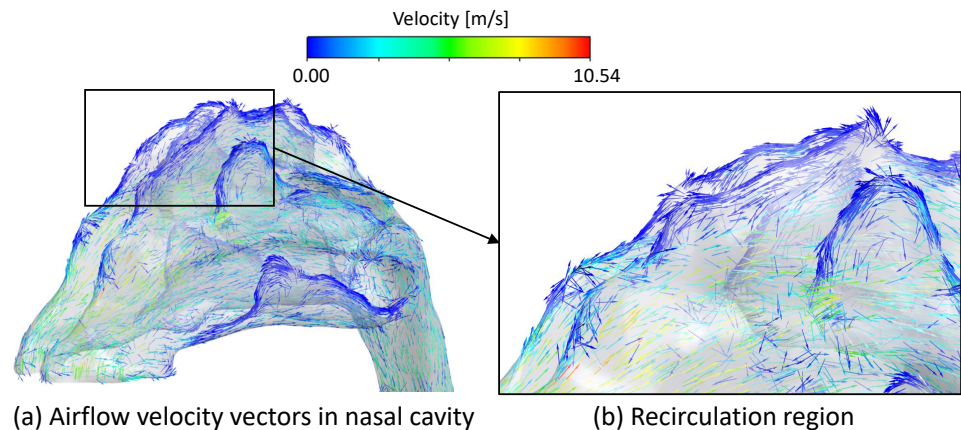 Velocity [m/s]
0.00 10.54
(a) Airflow velocity vectors in nasal cavity
(b) Recirculation region